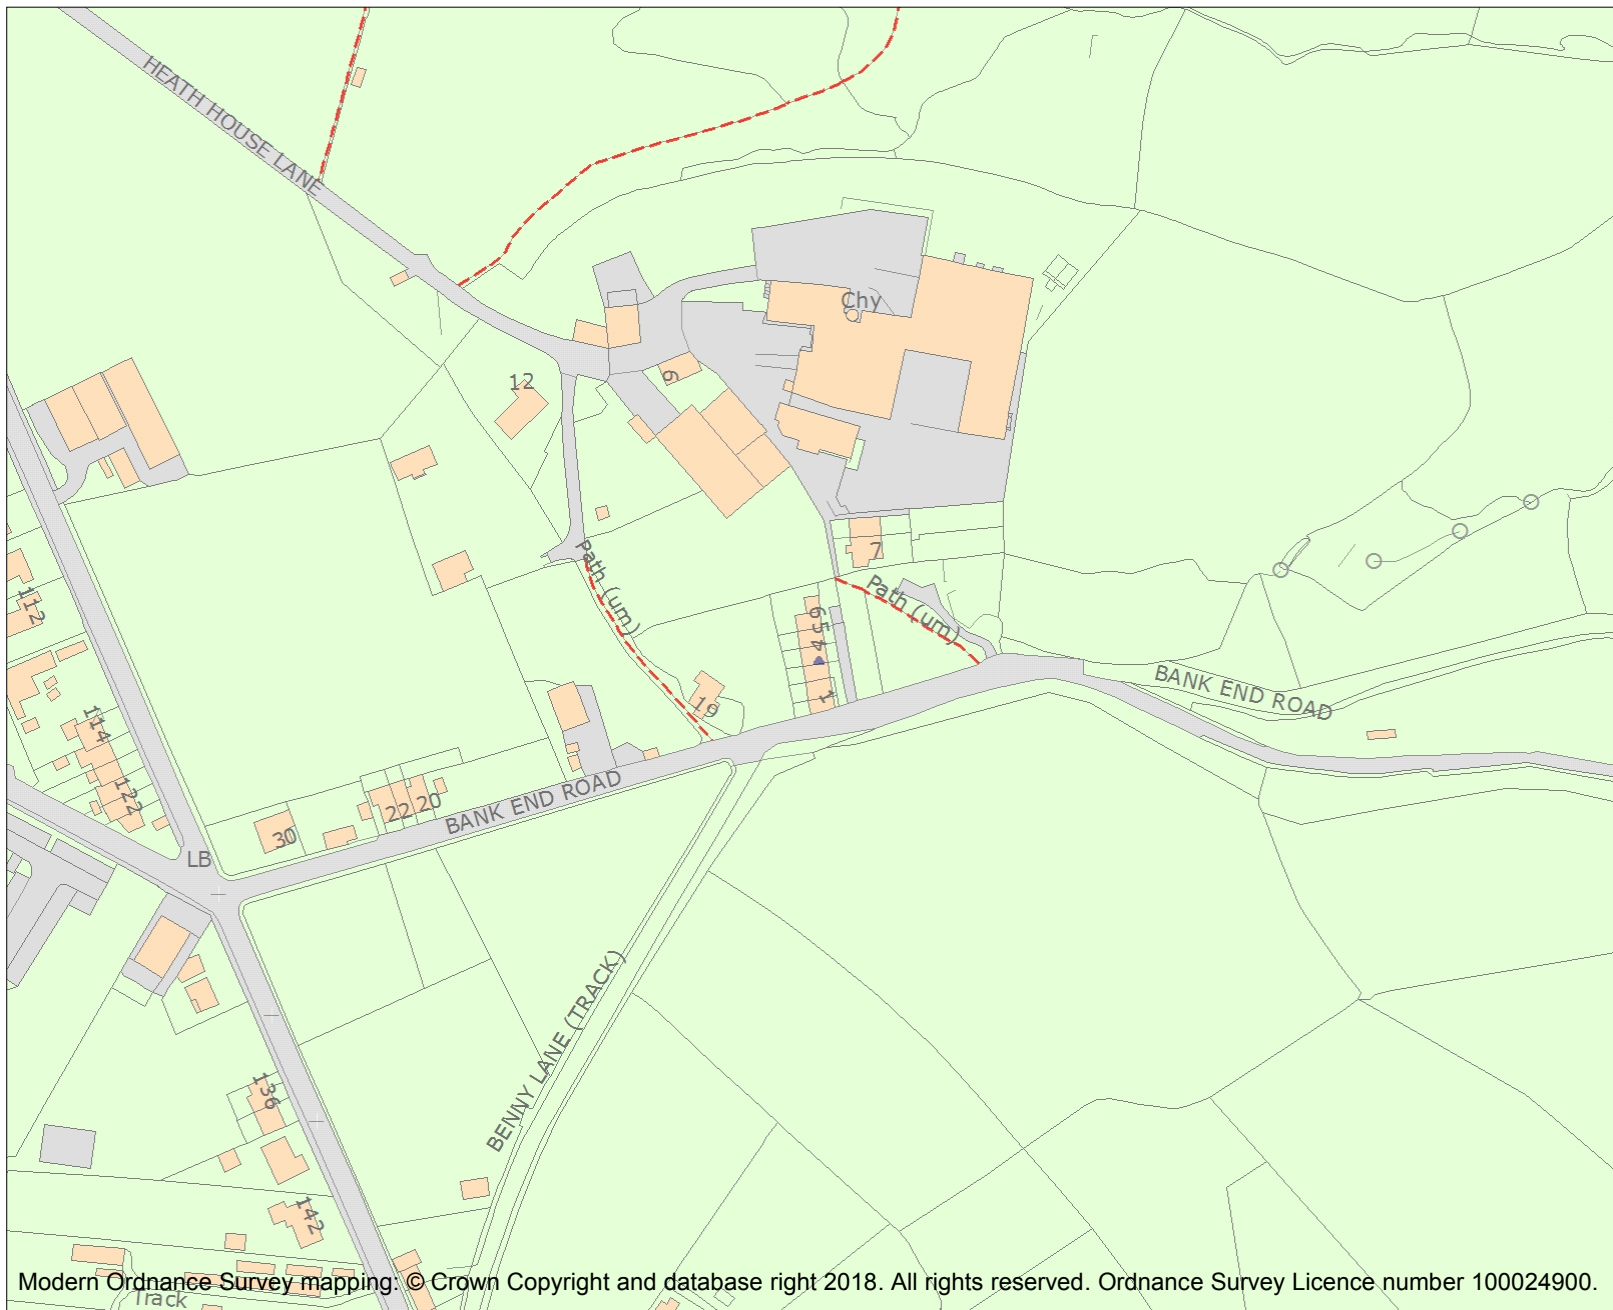 HEATH HOUSE LANE
Chy
12
9
7
Path (um)
Path (um)
112
6
5
4
1
19
BANK END ROAD
114
122
22
20
BANK END ROAD
30
LB
BENNY LANE (TRACK)
136
142
Modern Ordnance Survey mapping: © Crown Copyright and database right 2018. All rights reserved. Ordnance Survey Licence number 100024900.
Track